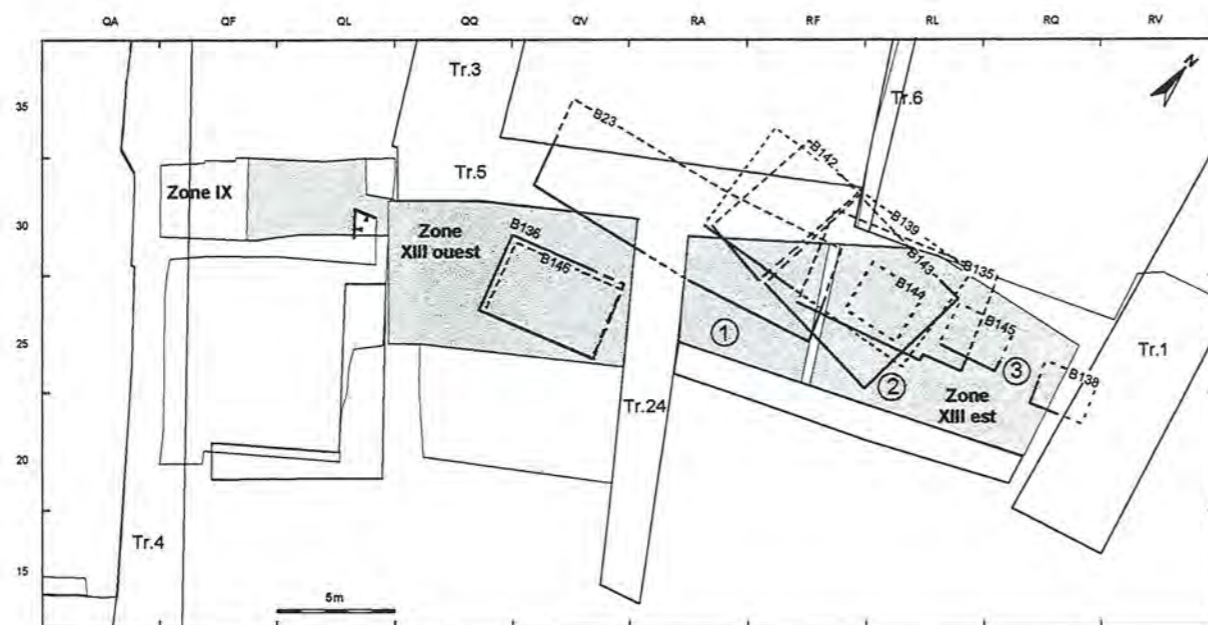 QA QF QL QQ QV RA RF RL RQ RV
N
35
Tr.3
Tr.6
B23
B142
Zone IX
Tr.5
30
Zone
XIII ouest
B136
B146
B139
B143
B135
B144
B145
25
1
2
3
B138
Tr.1
Tr.24
Zone
XIII est
20
Tr.4
15
5m